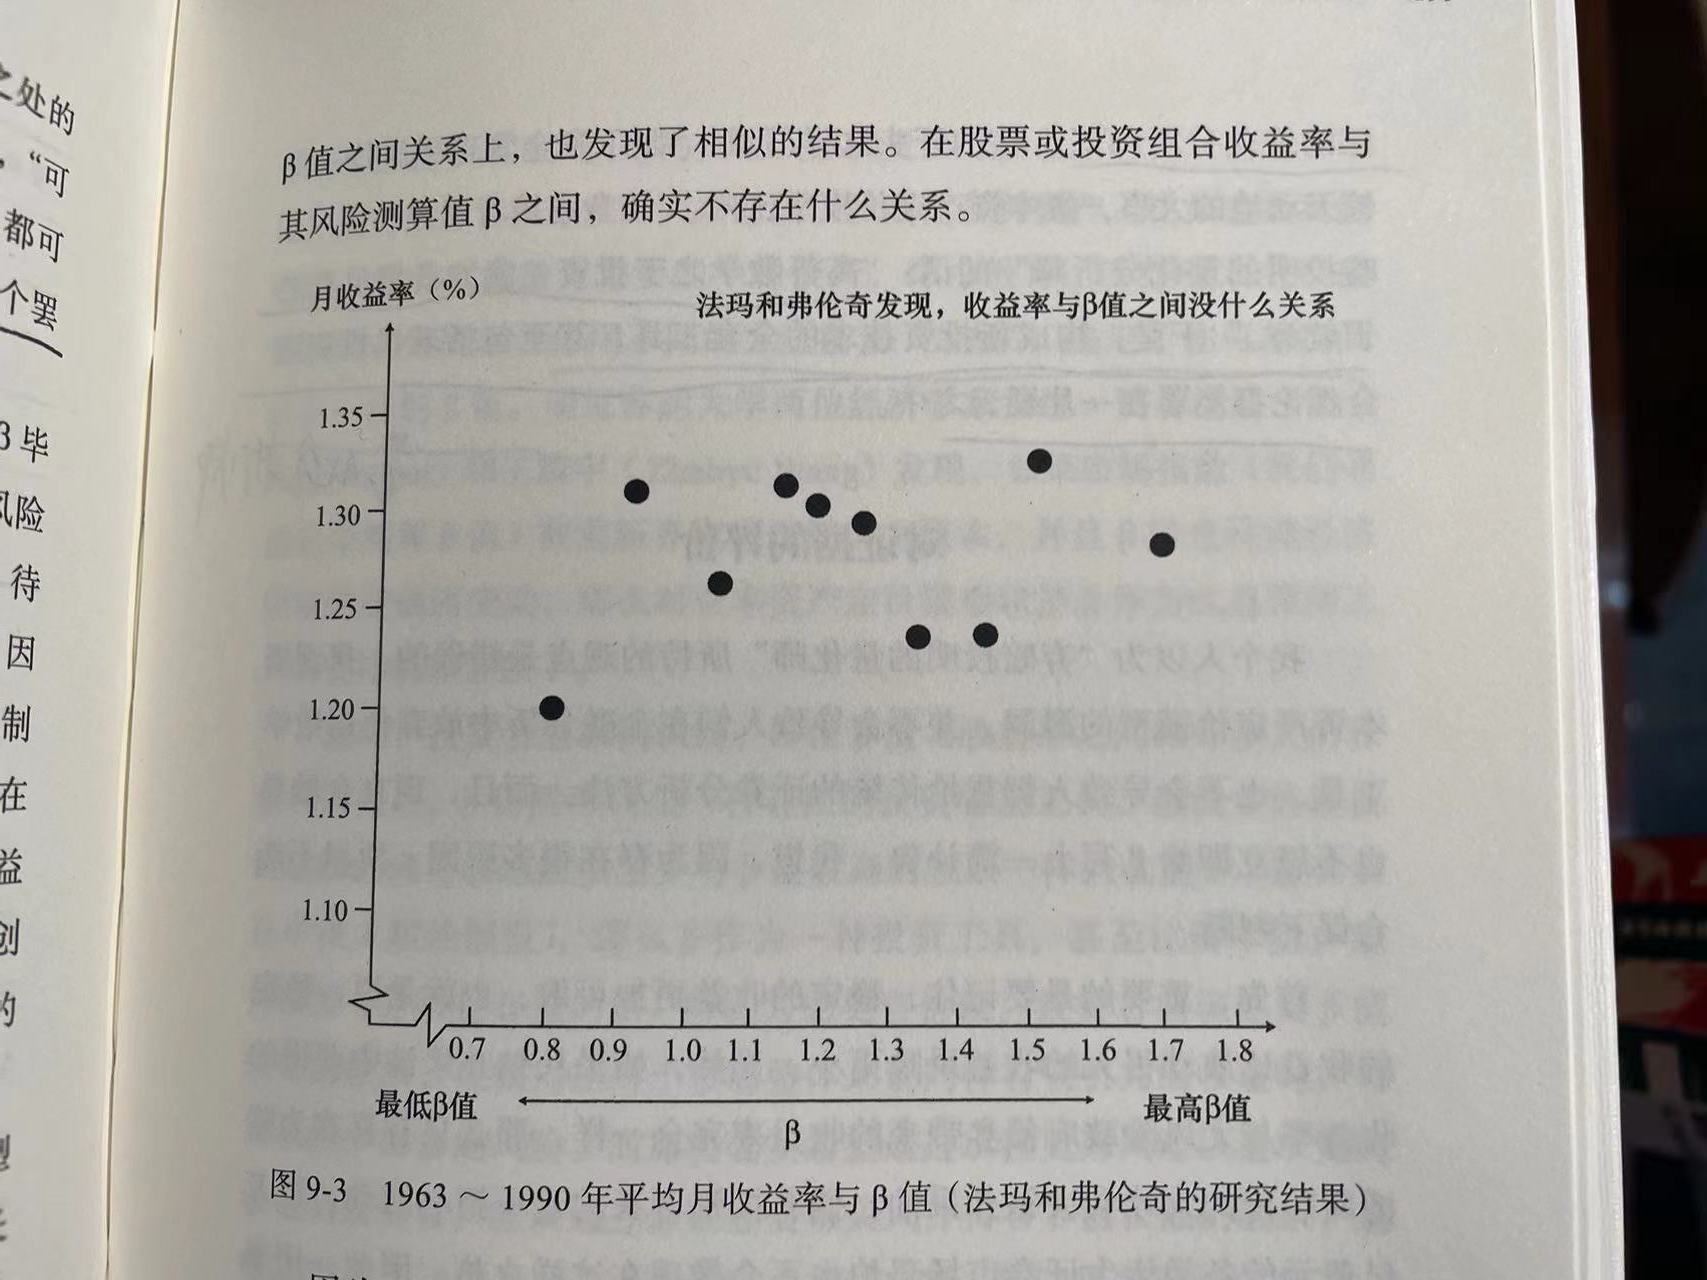 之处的
，“可
都可
个罢
β毕
风险
待
因
制
在
益
创
的
β 值之间关系上，也发现了相似的结果。在股票或投资组合收益率与
其风险测算值 β 之间，确实不存在什么关系。
月收益率（%）
法玛和弗伦奇发现，收益率与β值之间没什么关系
1.35
1.30
1.25
1.20
1.15
1.10
0.7 0.8 0.9 1.0 1.1 1.2 1.3 1.4 1.5 1.6 1.7 1.8
最低β值 最高β值
β
图 9-3 1963 ～ 1990 年平均月收益率与 β 值（法玛和弗伦奇的研究结果）